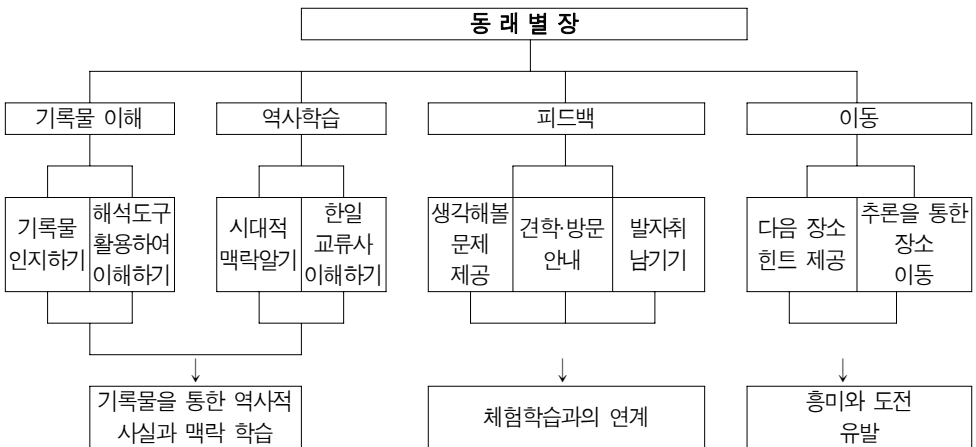 동 래 별 장
기록물 이해
역사학습
피드백
이동
기록물
인지하기
해석도구
활용하여
이해하기
시대적
맥락알기
한일
교류사
이해하기
생각해볼
문제
제공
견학·방문
안내
발자취
남기기
다음 장소
힌트 제공
추론을 통한
장소
이동
기록물을 통한 역사적
사실과 맥락 학습
체험학습과의 연계
흥미와 도전
유발